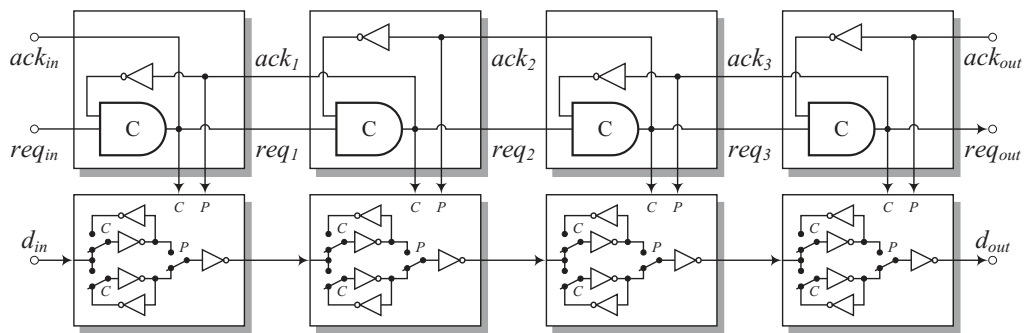 ack_in ack_1 ack_2 ack_3 ack_out
C C C C
req_in req_1 req_2 req_3 req_out
C P C P C P C P
d_in d_out
C P C P C P C P
C C C C